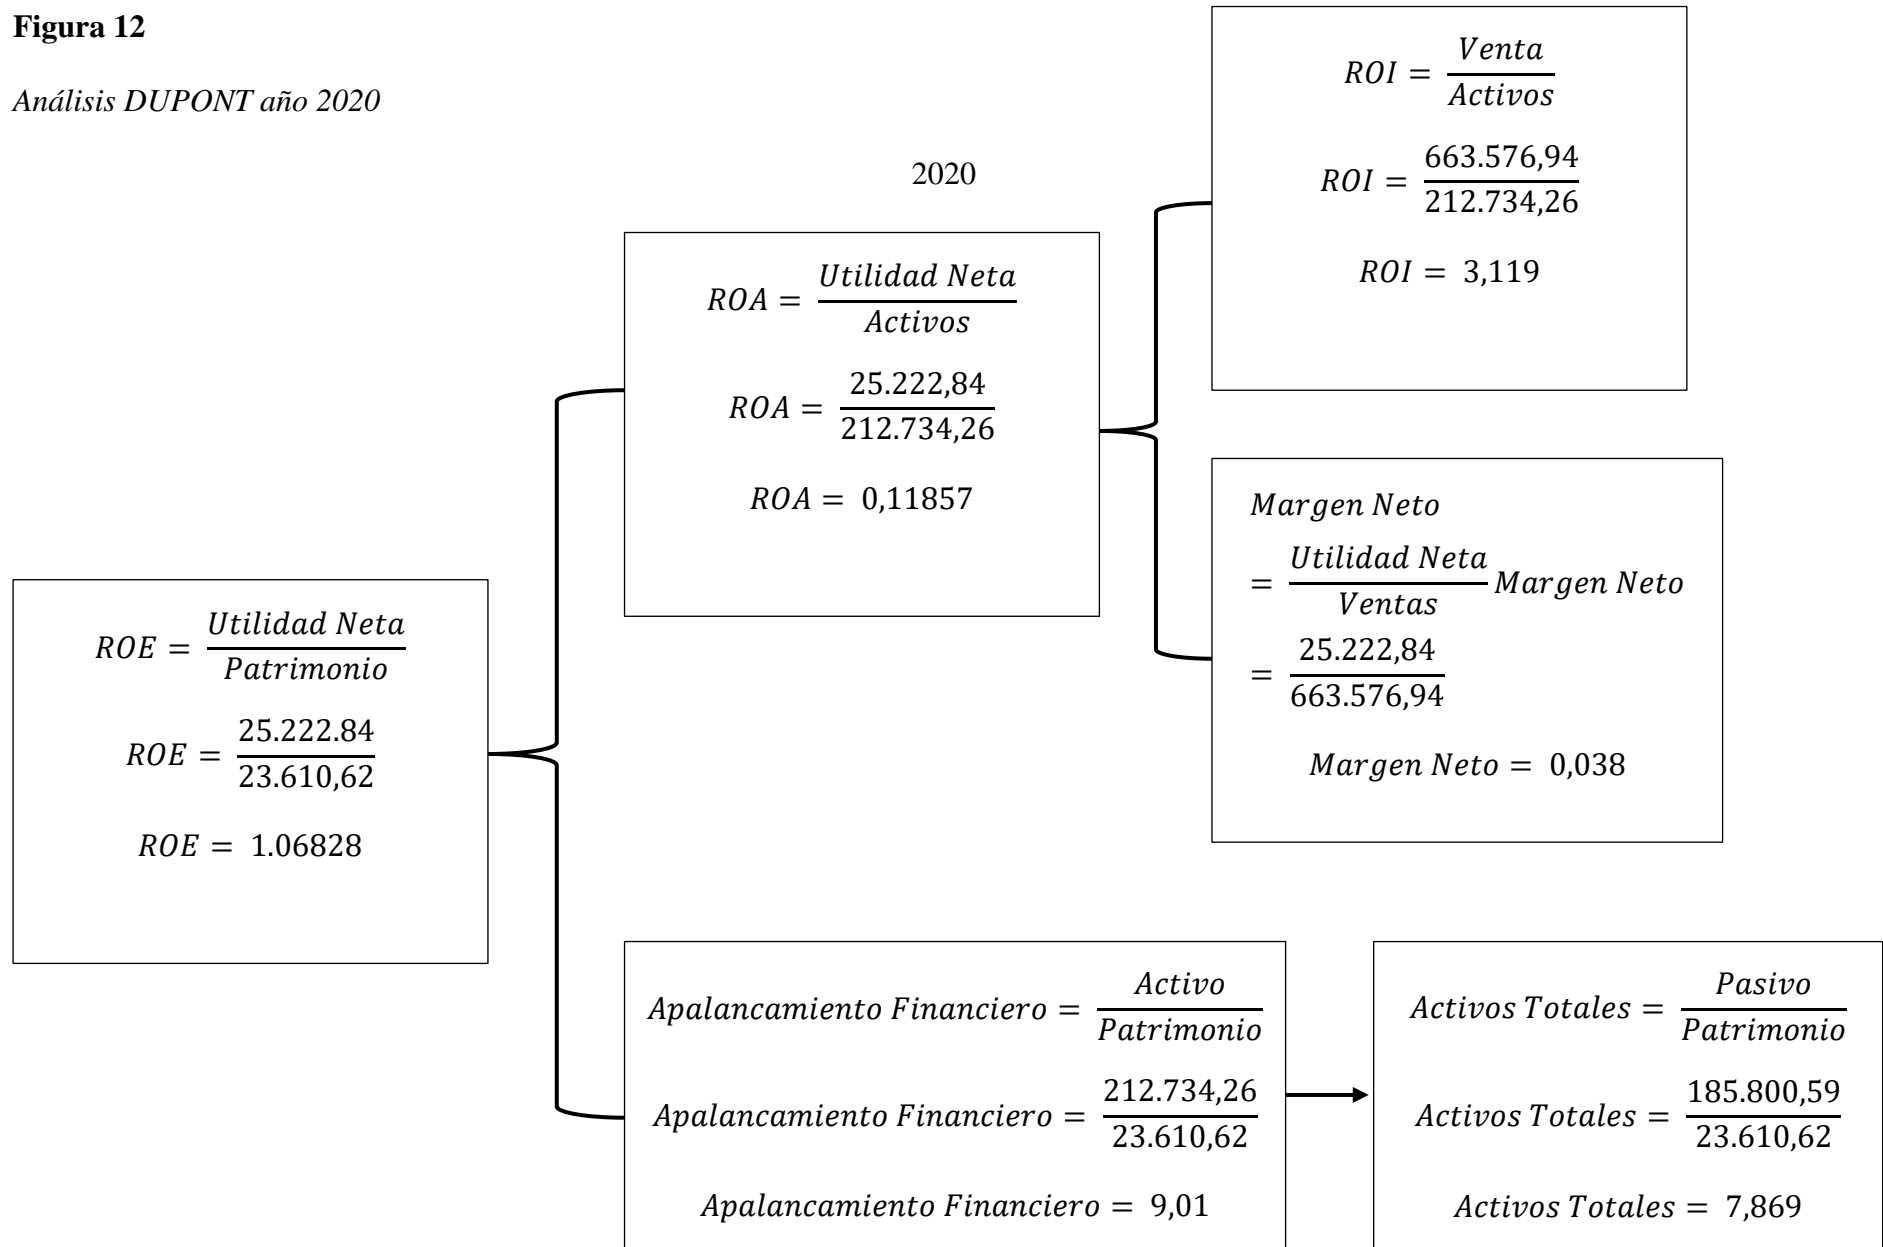 Figura 12
Análisis DUPONT año 2020
2020
ROE = Utilidad Neta / Patrimonio
ROE = 25.222.84 / 23.610,62
ROE = 1.06828
ROA = Utilidad Neta / Activos
ROA = 25.222,84 / 212.734,26
ROA = 0,11857
ROI = Venta / Activos
ROI = 663.576,94 / 212.734,26
ROI = 3,119
Margen Neto
= Utilidad Neta / Ventas Margen Neto
= 25.222,84 / 663.576,94
Margen Neto = 0,038
Apalancamiento Financiero = Activo / Patrimonio
Apalancamiento Financiero = 212.734,26 / 23.610,62
Apalancamiento Financiero = 9,01
Activos Totales = Pasivo / Patrimonio
Activos Totales = 185.800,59 / 23.610,62
Activos Totales = 7,869